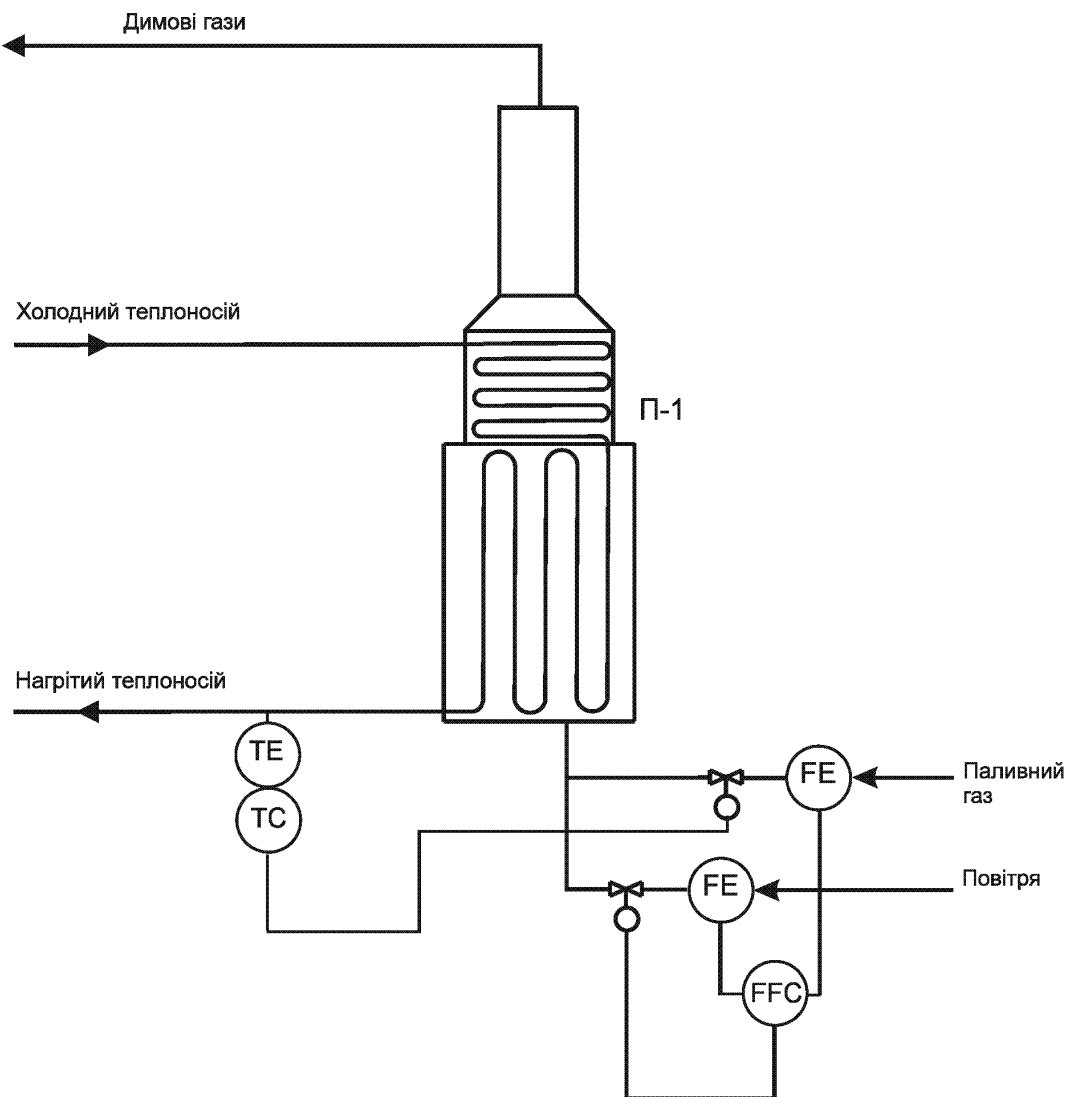 Димові гази
Холодний теплоносій
П-1
Нагрітий теплоносій
TE
TC
FE
Паливний
газ
FE
Повітря
FFC